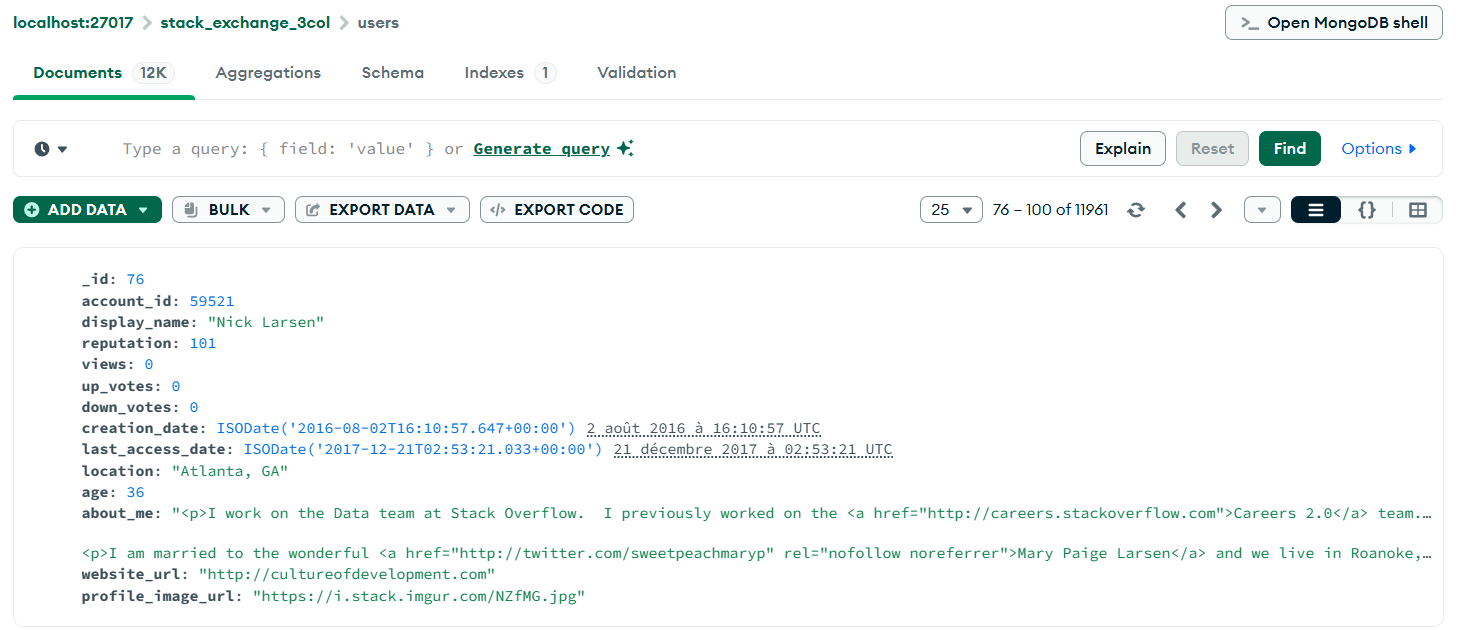 localhost:27017 > stack_exchange_3col > users
>_ Open MongoDB shell
Documents 12K Aggregations Schema Indexes 1 Validation
Type a query: { field: 'value' } or Generate query
Explain Reset Find Options
ADD DATA BULK EXPORT DATA </> EXPORT CODE
25 76 – 100 of 11961 {}
_id: 76
account_id: 59521
display_name: "Nick Larsen"
reputation: 101
views: 0
up_votes: 0
down_votes: 0
creation_date: ISODate('2016-08-02T16:10:57.647+00:00') 2 août 2016 à 16:10:57 UTC
last_access_date: ISODate('2017-12-21T02:53:21.033+00:00') 21 décembre 2017 à 02:53:21 UTC
location: "Atlanta, GA"
age: 36
about_me: "<p>I work on the Data team at Stack Overflow.  I previously worked on the <a href="http://careers.stackoverflow.com">Careers 2.0</a> team.…
<p>I am married to the wonderful <a href="http://twitter.com/sweetpeachmaryp" rel="nofollow noreferrer">Mary Paige Larsen</a> and we live in Roanoke,…
website_url: "http://cultureofdevelopment.com"
profile_image_url: "https://i.stack.imgur.com/NZfMG.jpg"